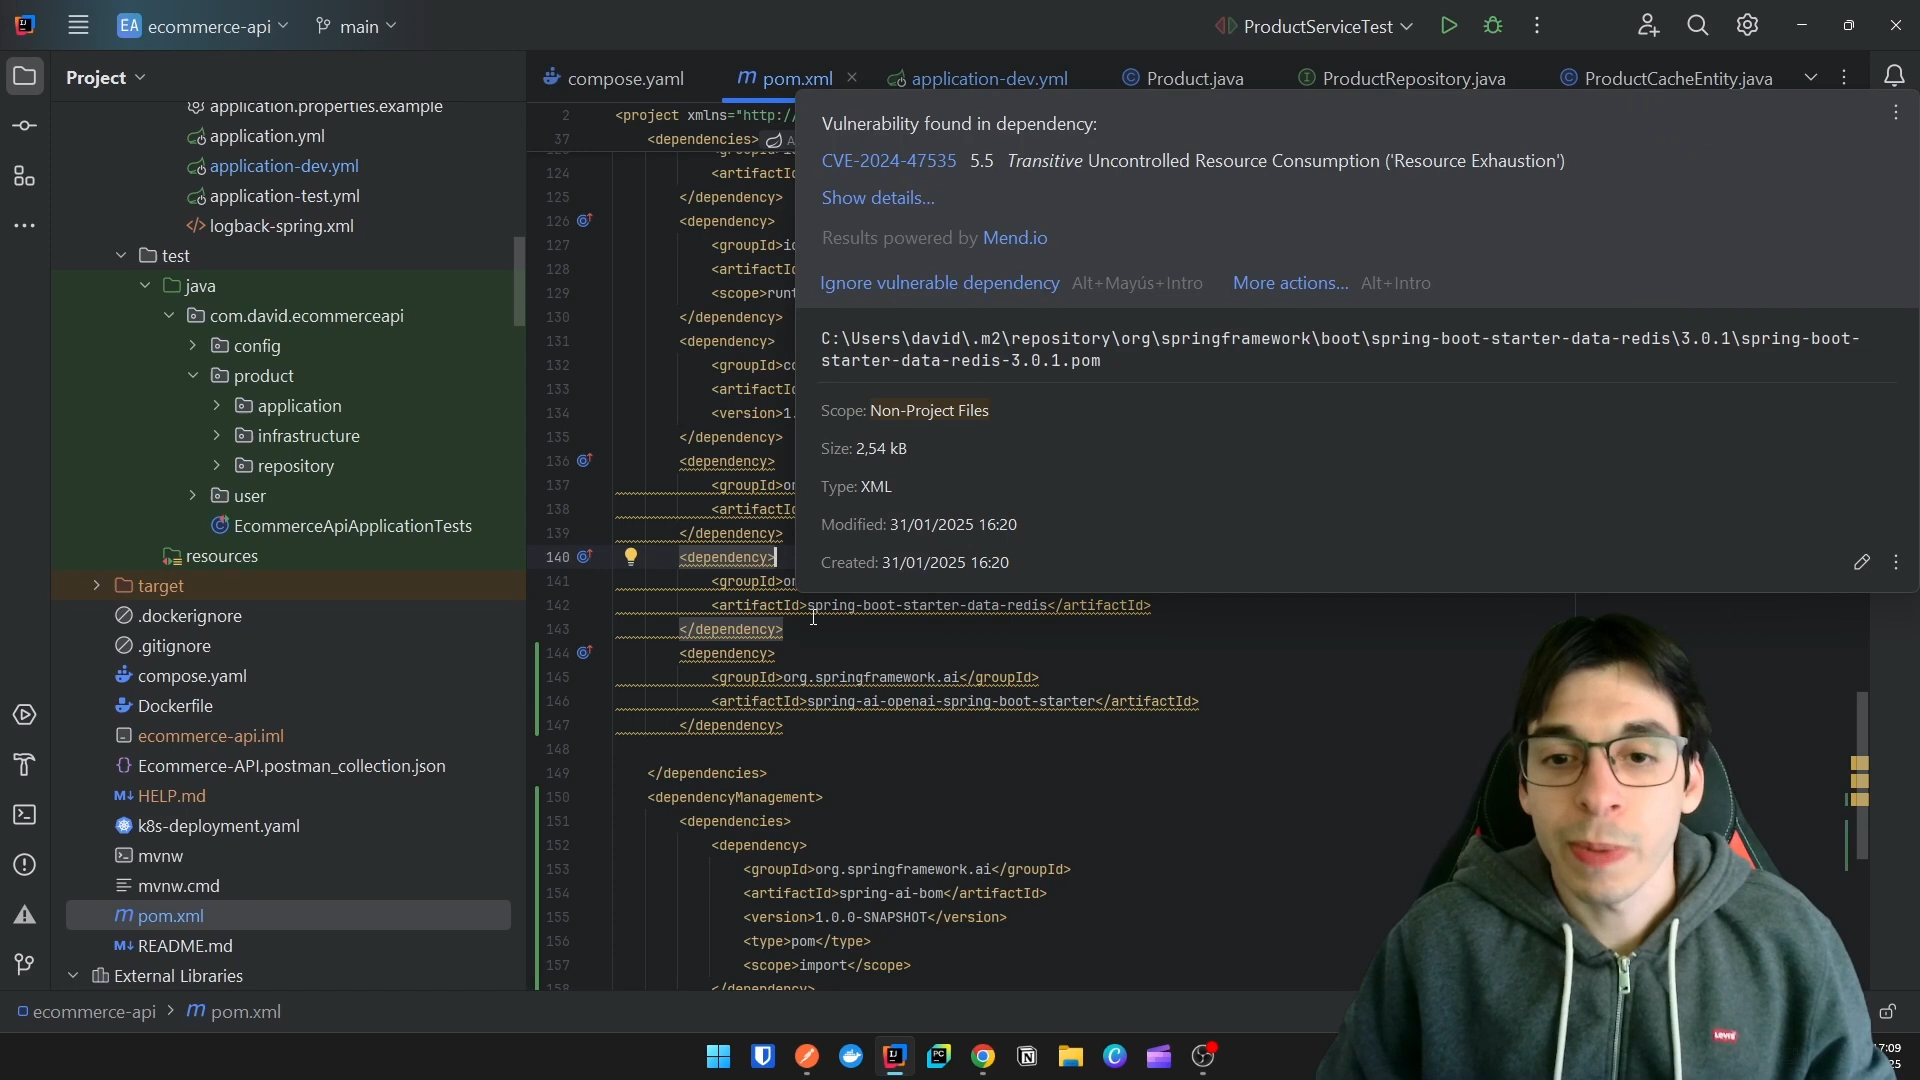 EA ecommerce-api
main
ProductServiceTest
Project
compose.yaml
pom.xml
application-dev.yml
Product.java
ProductRepository.java
ProductCacheEntity.java
application.properties.example
application.yml
application-dev.yml
application-test.yml
logback-spring.xml
test
java
com.david.ecommerceapi
config
product
application
infrastructure
repository
user
EcommerceApiApplicationTests
resources
target
.dockerignore
.gitignore
compose.yaml
Dockerfile
ecommerce-api.iml
Ecommerce-API.postman_collection.json
HELP.md
k8s-deployment.yaml
mvnw
mvnw.cmd
pom.xml
README.md
External Libraries
2 <project xmlns="http:/
37 <dependencies>
124 <artifactId
125 </dependency>
126 <dependency>
127 <groupId>io
128 <artifactId
129 <scope>runt
130 </dependency>
131 <dependency>
132 <groupId>co
133 <artifactId
134 <version>1.
135 </dependency>
136 <dependency>
137 <groupId>or
138 <artifactId
139 </dependency>
140 <dependency>
141 <groupId>or
142 <artifactId>spring-boot-starter-data-redis</artifactId>
143 </dependency>
144 <dependency>
145 <groupId>org.springframework.ai</groupId>
146 <artifactId>spring-ai-openai-spring-boot-starter</artifactId>
147 </dependency>
148
149 </dependencies>
150 <dependencyManagement>
151 <dependencies>
152 <dependency>
153 <groupId>org.springframework.ai</groupId>
154 <artifactId>spring-ai-bom</artifactId>
155 <version>1.0.0-SNAPSHOT</version>
156 <type>pom</type>
157 <scope>import</scope>
158 </dependency>
Vulnerability found in dependency:
CVE-2024-47535 5.5 Transitive Uncontrolled Resource Consumption ('Resource Exhaustion')
Show details...
Results powered by Mend.io
Ignore vulnerable dependency Alt+Mayús+Intro More actions... Alt+Intro
C:\Users\david\.m2\repository\org\springframework\boot\spring-boot-starter-data-redis\3.0.1\spring-boot-
starter-data-redis-3.0.1.pom
Scope: Non-Project Files
Size: 2,54 kB
Type: XML
Modified: 31/01/2025 16:20
Created: 31/01/2025 16:20
Levi's
ecommerce-api > pom.xml